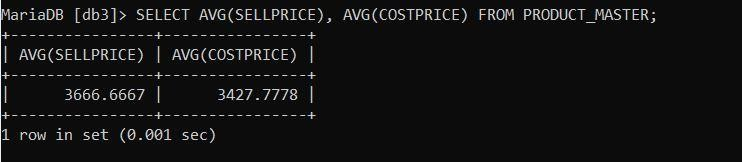 MariaDB [db3]> SELECT AVG(SELLPRICE), AVG(COSTPRICE) FROM PRODUCT_MASTER;
+----------------+----------------+
| AVG(SELLPRICE) | AVG(COSTPRICE) |
+----------------+----------------+
|      3666.6667 |      3427.7778 |
+----------------+----------------+
1 row in set (0.001 sec)